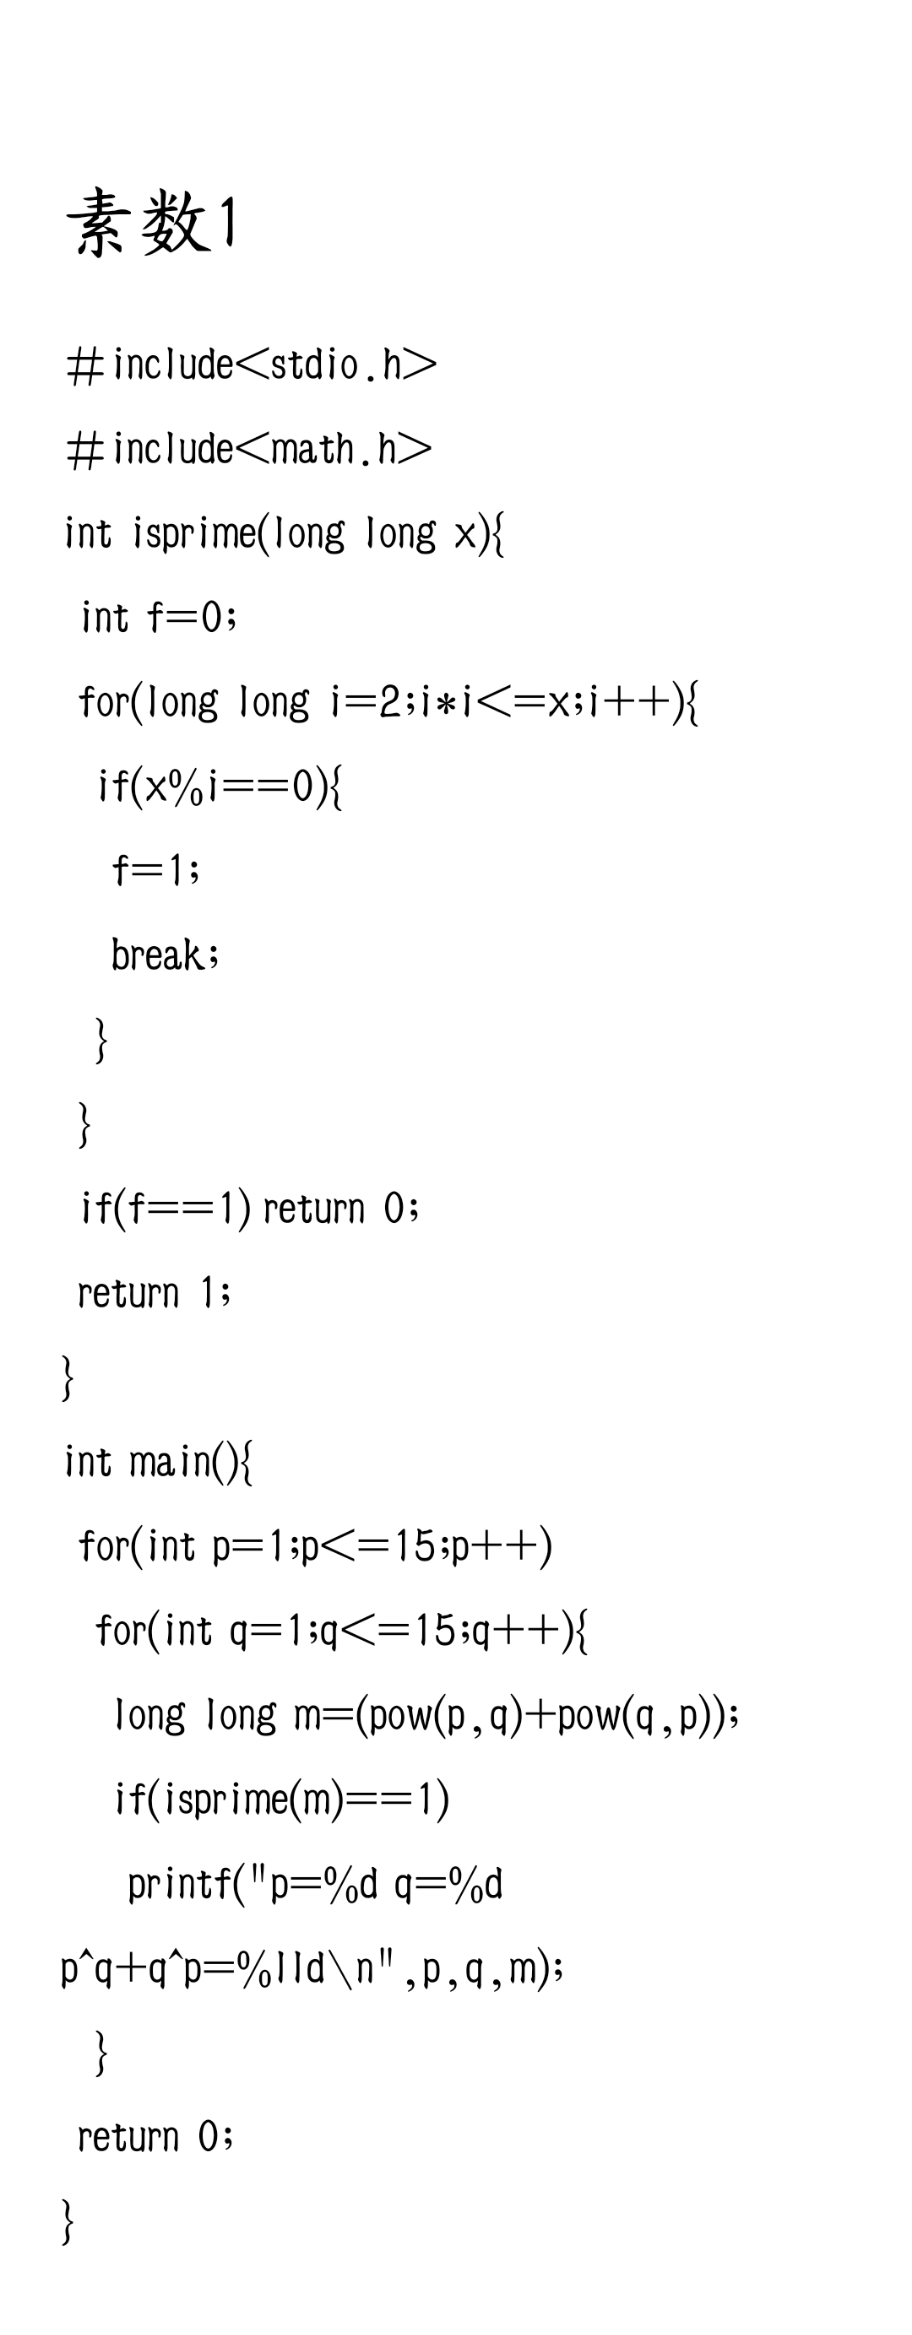 素数1
#include<stdio.h>
#include<math.h>
int isprime(long long x){
 int f=0;
 for(long long i=2;i*i<=x;i++){
  if(x%i==0){
   f=1;
   break;
  }
 }
 if(f==1) return 0;
 return 1;
}
int main(){
 for(int p=1;p<=15;p++)
  for(int q=1;q<=15;q++){
   long long m=(pow(p,q)+pow(q,p));
   if(isprime(m)==1)
    printf("p=%d q=%d
p^q+q^p=%lld\n",p,q,m);
  }
 return 0;
}